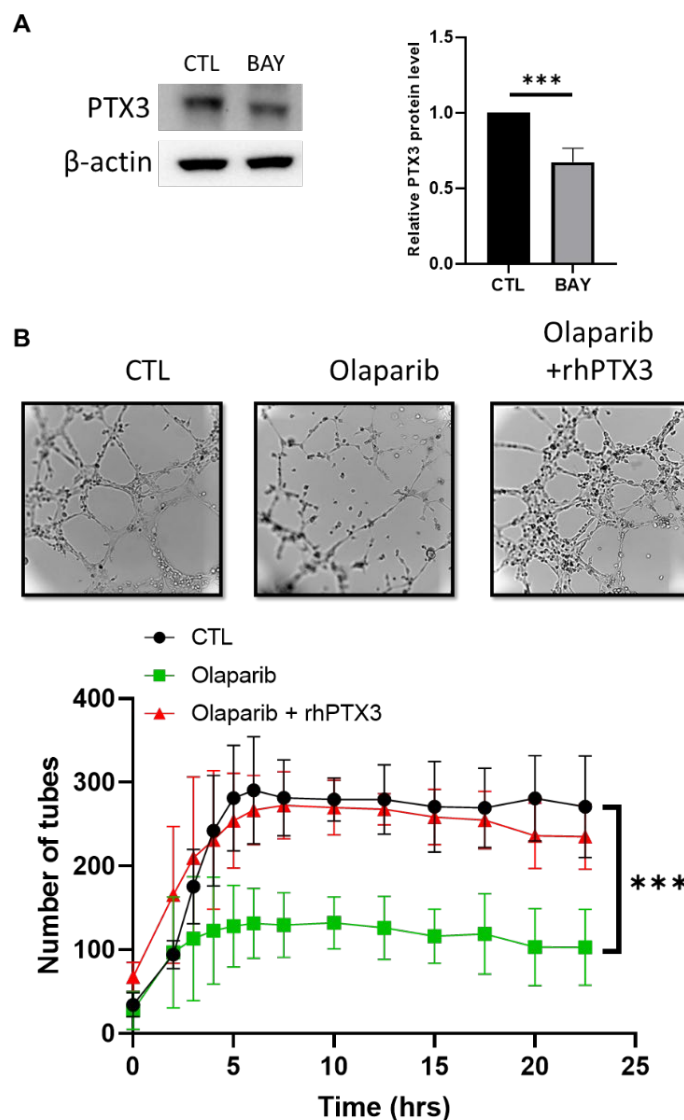 A
CTL BAY
PTX3
β-actin
Relative PTX3 protein level
1.5
1.0
0.5
0.0
***
CTL BAY
B
CTL
Olaparib
Olaparib
+rhPTX3
CTL
Olaparib
Olaparib + rhPTX3
Number of tubes
400
300
200
100
0
***
0 5 10 15 20 25
Time (hrs)